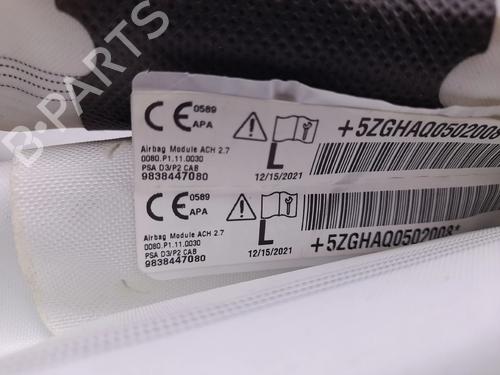 0589
APA
Airbag Module ACH 2.7
0080.P1.11.0030
PSA D3/P2 CAB
9838447080
L
12/15/2021
+5ZGHAQ0502008*
0589
APA
Airbag Module ACH 2.7
0080.P1.11.0030
PSA D3/P2 CAB
9838447080
L
12/15/2021
+5ZGHAQ0502008*
B-PARTS